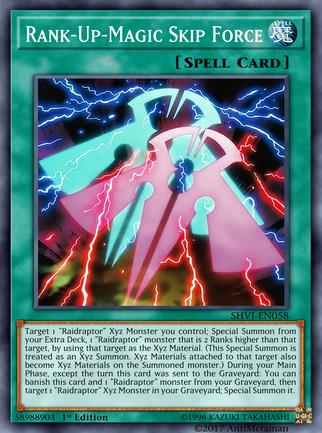 Rank-Up-Magic Skip Force
[Spell Card]
SHVI-EN058
Target 1 "Raidraptor" Xyz Monster you control; Special Summon from
your Extra Deck, 1 "Raidraptor" monster that is 2 Ranks higher than that
target, by using that target as the Xyz Material. (This Special Summon is
treated as an Xyz Summon. Xyz Materials attached to that target also
become Xyz Materials on the Summoned monster.) During your Main
Phase, except the turn this card was sent to the Graveyard: You can
banish this card and 1 "Raidraptor" monster from your Graveyard, then
target 1 "Raidraptor" Xyz Monster in your Graveyard; Special Summon it.
58988903 1st Edition ©1996 KAZUKI TAKAHASHI
©2017 AntiMetaman